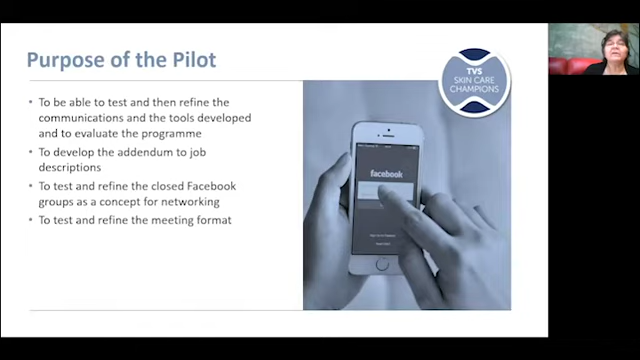 Purpose of the Pilot
TVS
SKIN CARE
CHAMPIONS
• To be able to test and then refine the
communications and the tools developed
and to evaluate the programme
• To develop the addendum to job
descriptions
• To test and refine the closed Facebook
groups as a concept for networking
• To test and refine the meeting format
facebook